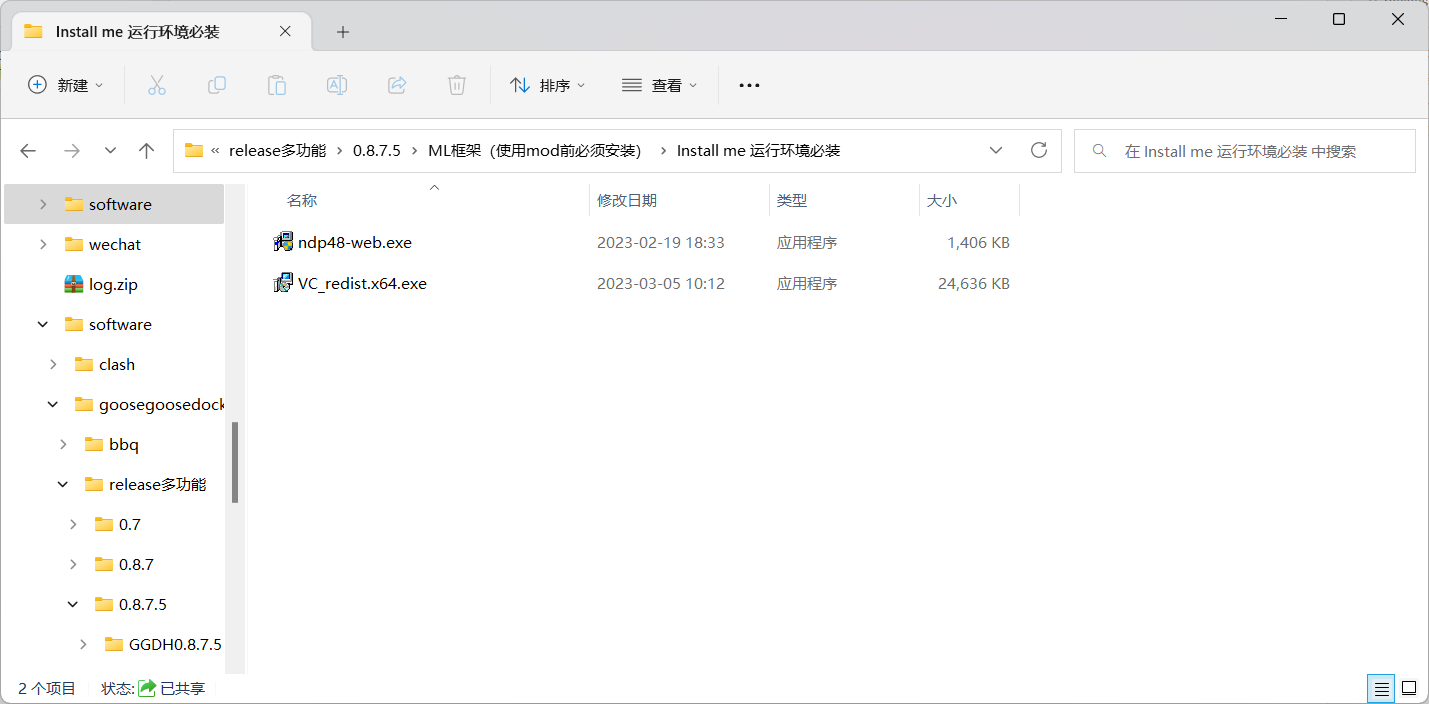 Install me 运行环境必装
新建
排序
查看
« release多功能 › 0.8.7.5 › ML框架（使用mod前必须安装） › Install me 运行环境必装
在 Install me 运行环境必装 中搜索
software
wechat
log.zip
software
clash
goosegoosedock
bbq
release多功能
0.7
0.8.7
0.8.7.5
GGDH0.8.7.5
名称 修改日期 类型 大小
ndp48-web.exe 2023-02-19 18:33 应用程序 1,406 KB
VC_redist.x64.exe 2023-03-05 10:12 应用程序 24,636 KB
2 个项目 状态: 已共享